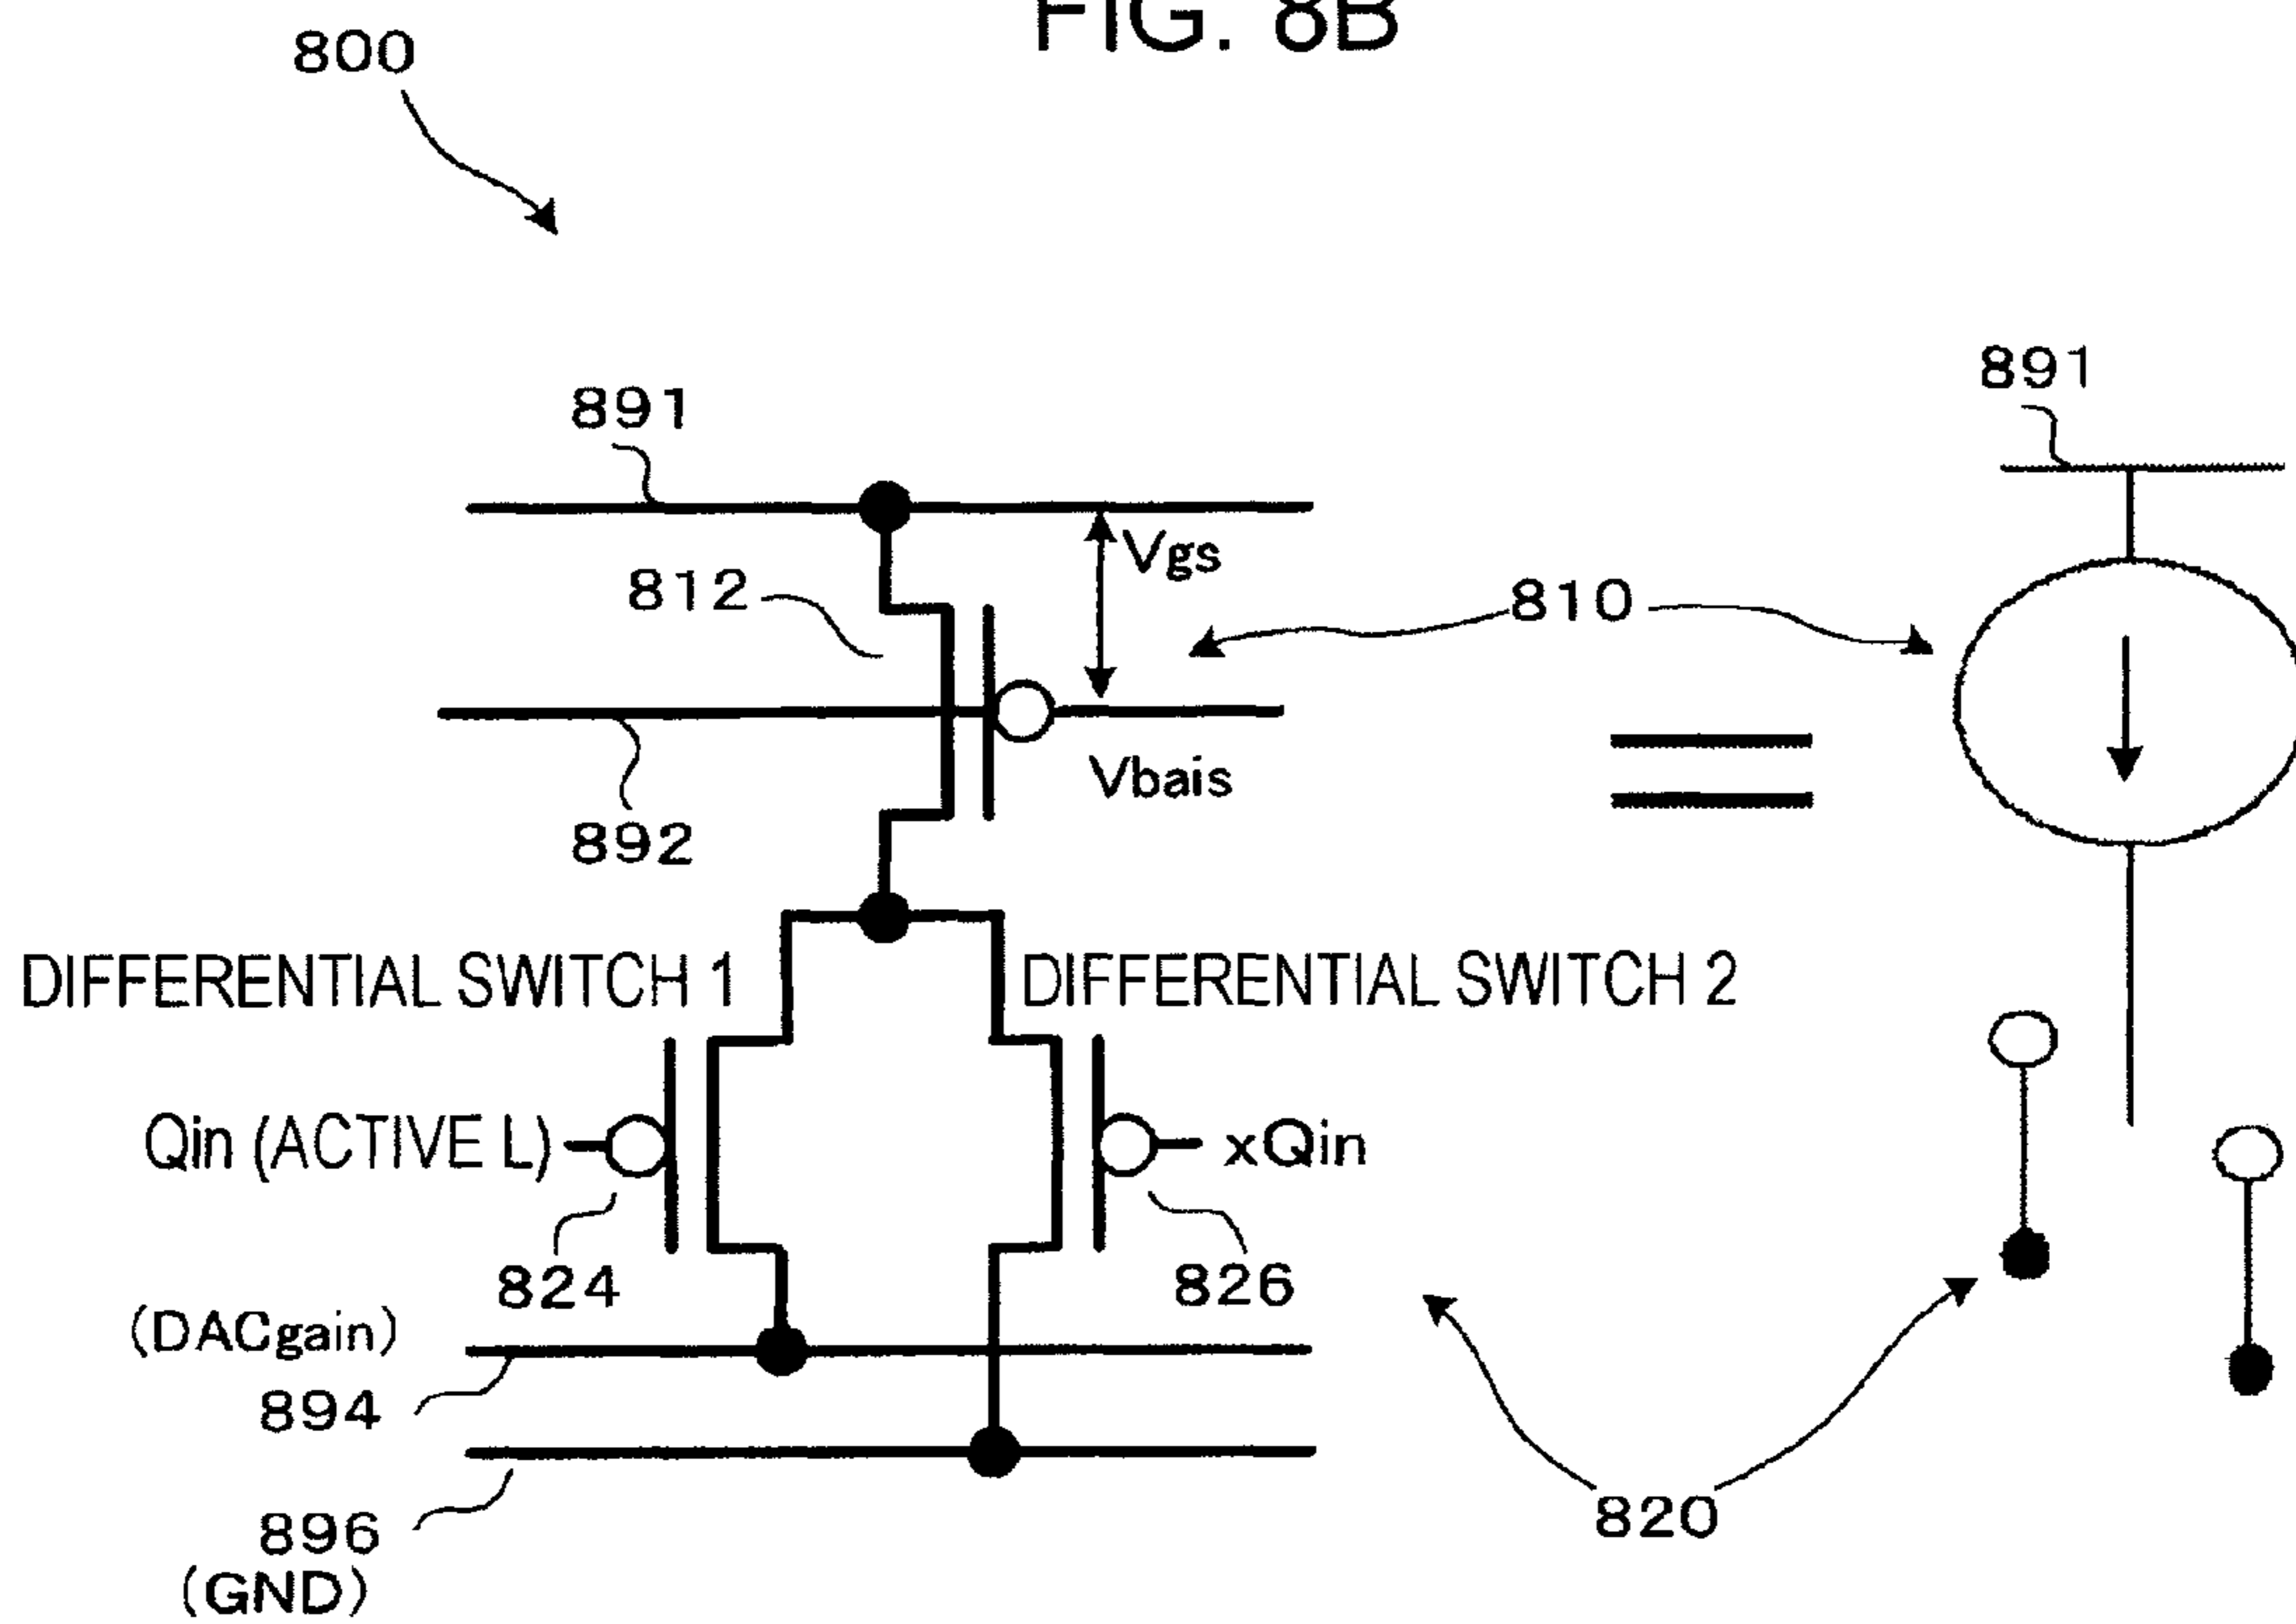 FIG. 8B
800
891
891
Vgs
812
810
Vbais
892
DIFFERENTIAL SWITCH 1
DIFFERENTIAL SWITCH 2
Qin (ACTIVE L)
xQin
824
826
(DACgain)
894
896
(GND)
820